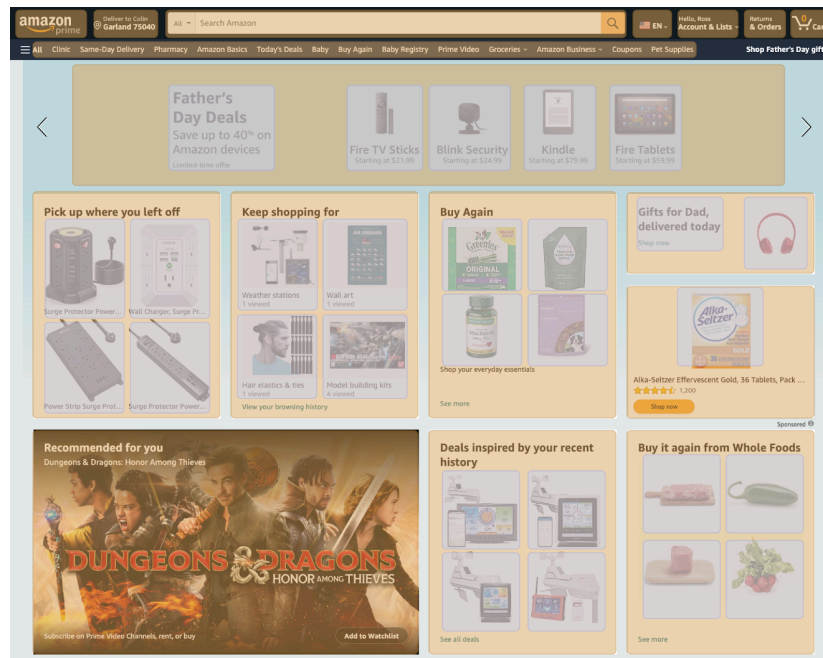 amazon
prime
Deliver to Colin
Garland 75040
All
Search Amazon
EN
Hello, Ross
Account & Lists
Returns
& Orders
0
Car
All Clinic Same-Day Delivery Pharmacy Amazon Basics Today's Deals Baby Buy Again Baby Registry Prime Video Groceries Amazon Business Coupons Pet Supplies Shop Father's Day gift
Father's
Day Deals
Save up to 40% on
Amazon devices
Limited-time offer
Fire TV Sticks
Starting at $21.99
Blink Security
Starting at $24.99
Kindle
Starting at $79.99
Fire Tablets
Starting at $59.99
Pick up where you left off
Surge Protector Power...
Wall Charger, Surge Pr...
Power Strip Surge Prot...
Surge Protector Power...
Keep shopping for
Weather stations
1 viewed
Wall art
1 viewed
Hair elastics & ties
1 viewed
Model building kits
4 viewed
View your browsing history
Buy Again
Greenies
ORIGINAL
Shop your everyday essentials
See more
Gifts for Dad,
delivered today
Shop now
Alka-
Seltzer
GOLD
36 EFFERVESCENT TABLETS
Alka-Seltzer Effervescent Gold, 36 Tablets, Pack ...
1,200
Shop now
Sponsored
Recommended for you
Dungeons & Dragons: Honor Among Thieves
DUNGEONS & DRAGONS
HONOR AMONG THIEVES
Subscribe on Prime Video Channels, rent, or buy
Add to Watchlist
Deals inspired by your recent
history
See all deals
Buy it again from Whole Foods
See more